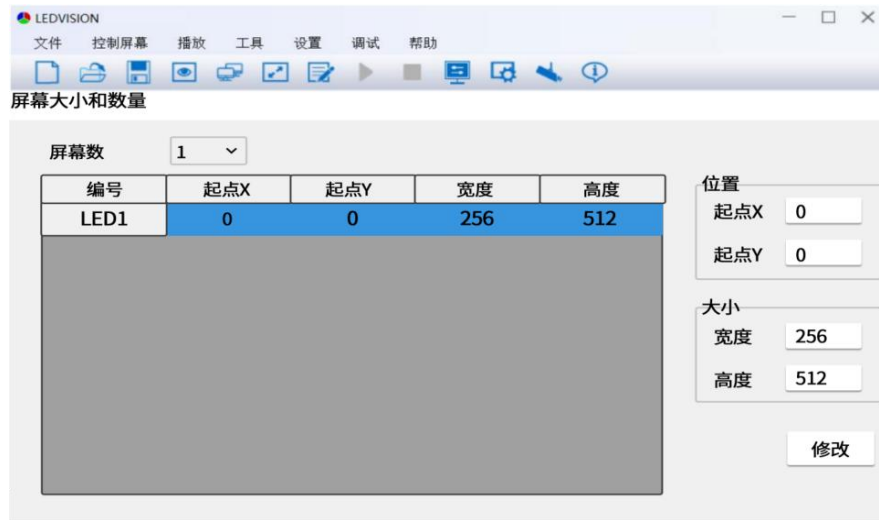 LEDVISION
文件 控制屏幕 播放 工具 设置 调试 帮助
屏幕大小和数量
屏幕数 1
编号 起点X 起点Y 宽度 高度
LED1 0 0 256 512
位置
起点X 0
起点Y 0
大小
宽度 256
高度 512
修改